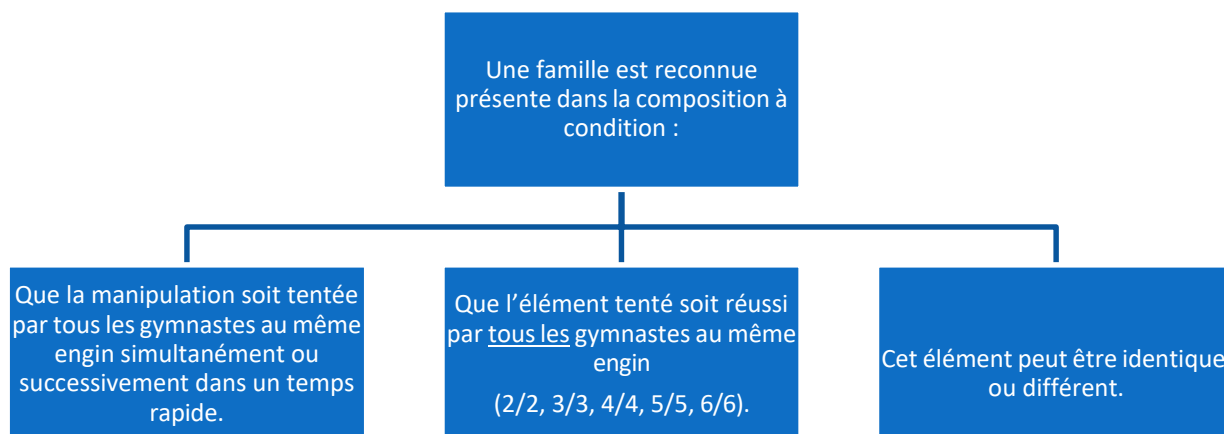 Une famille est reconnue
présente dans la composition à
condition :
Que la manipulation soit tentée
par tous les gymnastes au même
engin simultanément ou
successivement dans un temps
rapide.
Que l’élément tenté soit réussi
par tous les gymnastes au même
engin
(2/2, 3/3, 4/4, 5/5, 6/6).
Cet élément peut être identique
ou différent.